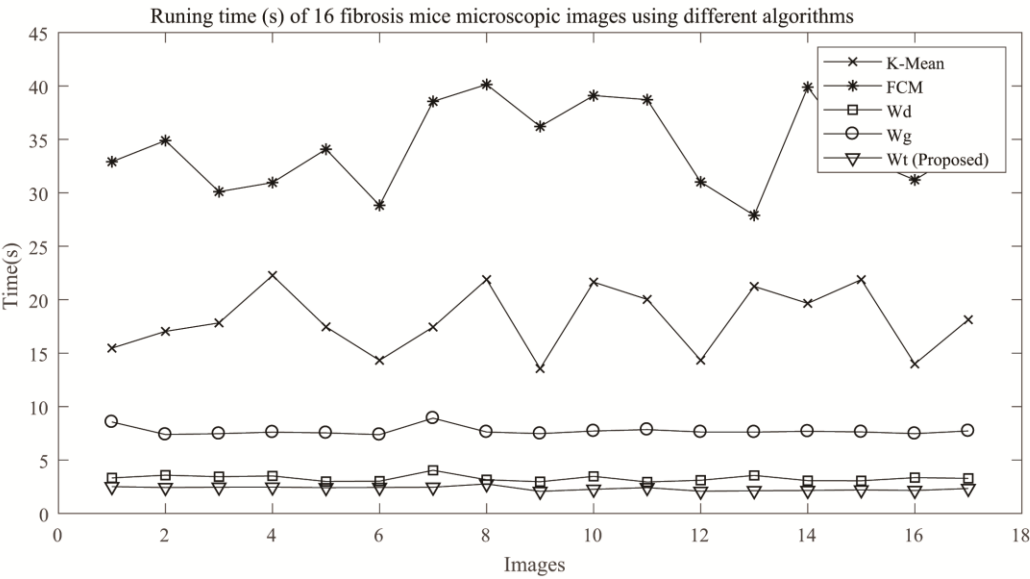 Runing time (s) of 16 fibrosis mice microscopic images using different algorithms
45
40
35
30
25
20
15
10
5
0
Time(s)
K-Mean
FCM
Wd
Wg
Wt (Proposed)
0 2 4 6 8 10 12 14 16 18
Images